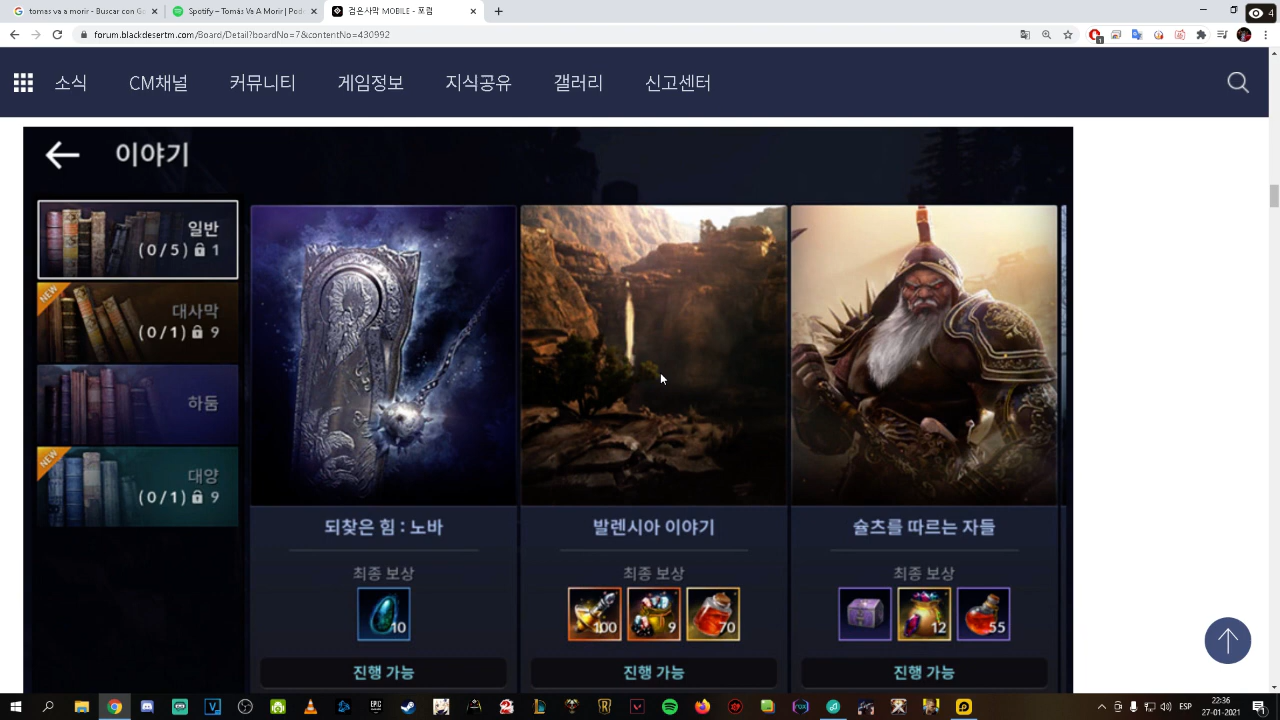 tomas va a morir - Buscar con G
Spotify – Tomás Va A Morir | Pod
검은사막 MOBILE - 포럼
4
forum.blackdesertm.com/Board/Detail?boardNo=7&contentNo=430992
1
소식 CM채널 커뮤니티 게임정보 지식공유 갤러리 신고센터
이야기
일반
(0/5) 1
NEW
대사막
(0/1) 9
하둠
NEW
대양
(0/1) 9
되찾은 힘 : 노바
최종 보상
10
진행 가능
발렌시아 이야기
최종 보상
100 9 70
진행 가능
슐츠를 따르는 자들
최종 보상
12 55
진행 가능
ESP
22:36
27-01-2021